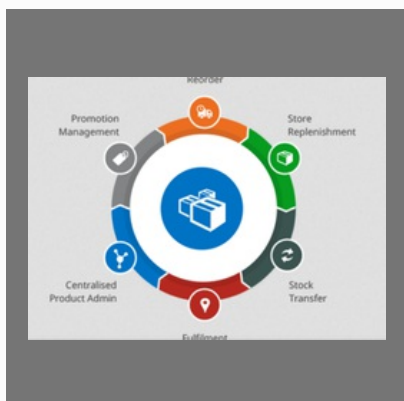 Reorder
Promotion
Management
Store
Replenishment
Centralised
Product Admin
Stock
Transfer
Fulfilment